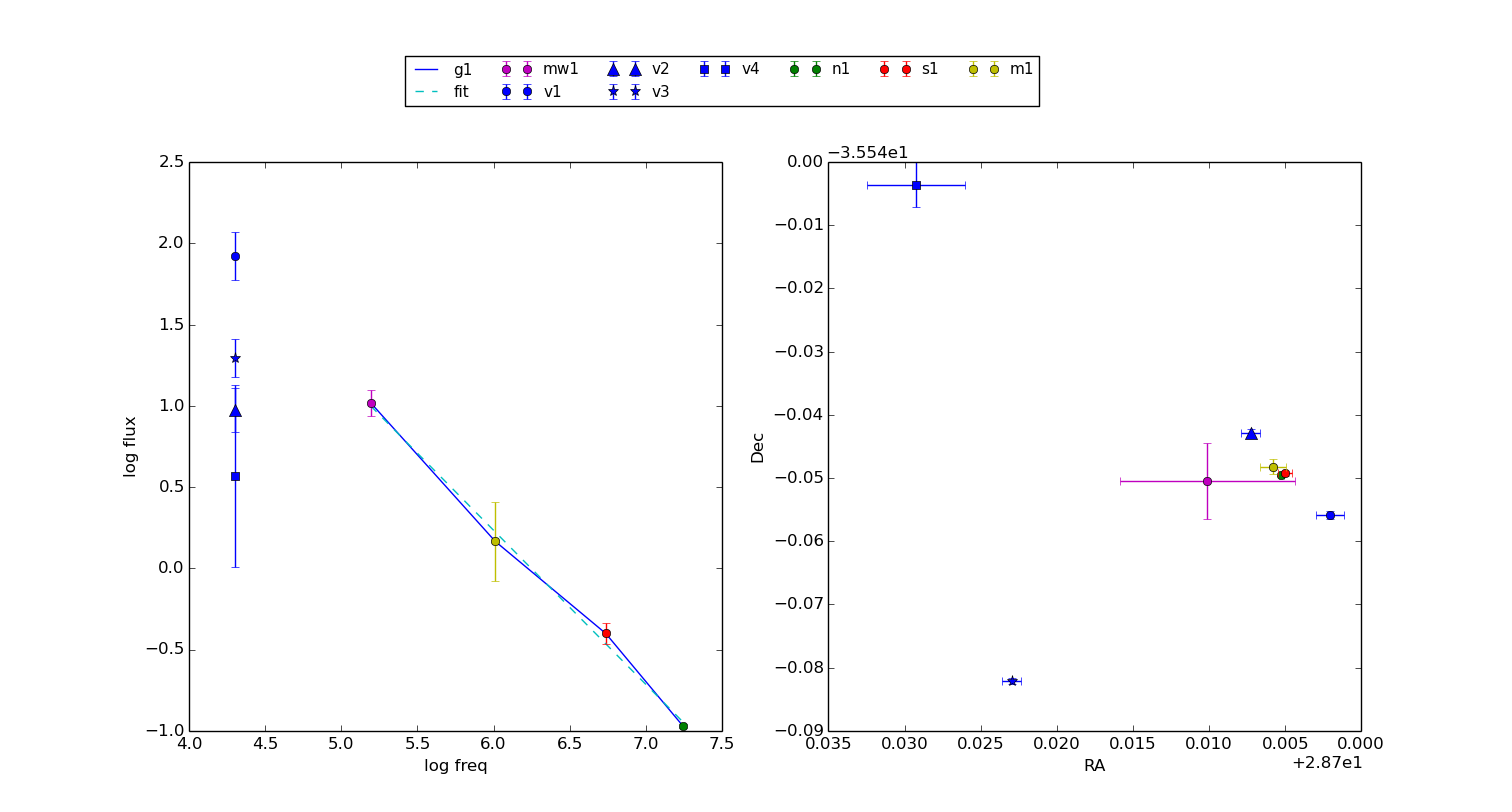 g1 mw1 v2 v4 n1 s1 m1
fit v1 v3
−3.554e1
2.5
2.0
1.5
1.0
0.5
0.0
−0.5
−1.0
log flux
4.0 4.5 5.0 5.5 6.0 6.5 7.0 7.5
log freq
0.00
−0.01
−0.02
−0.03
−0.04
−0.05
−0.06
−0.07
−0.08
−0.09
Dec
0.035 0.030 0.025 0.020 0.015 0.010 0.005 0.000
RA
+2.87e1